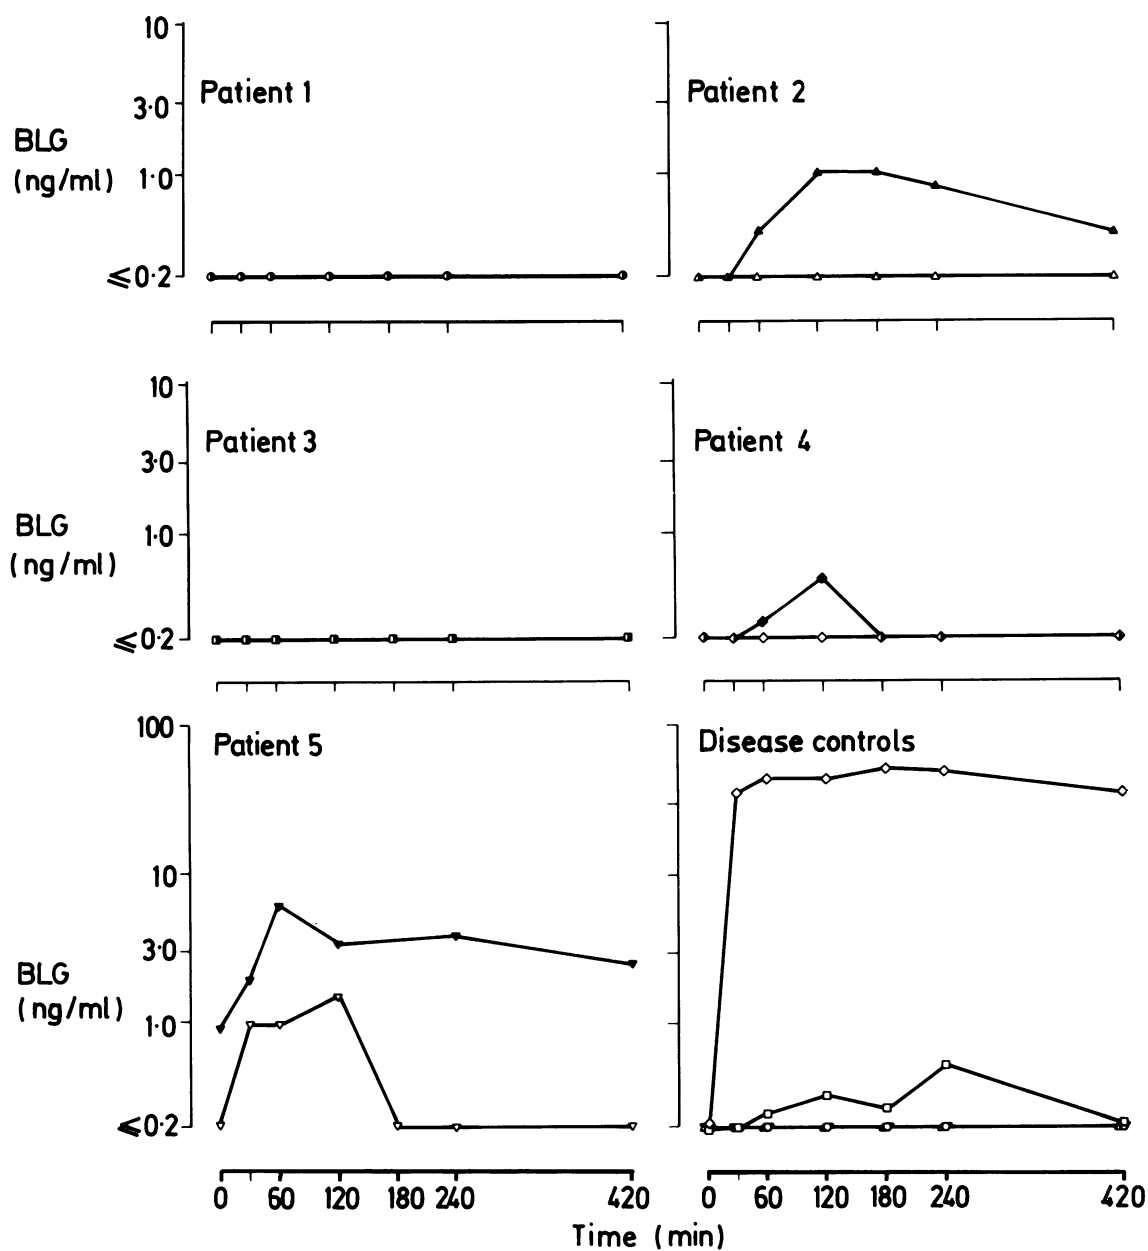 10
Patient 1
Patient 2
3·0
BLG
(ng/ml)
1·0
⩽0·2
10
Patient 3
Patient 4
3·0
BLG
(ng/ml)
1·0
⩽0·2
100
Patient 5
Disease controls
10
3·0
BLG
(ng/ml)
1·0
⩽0·2
0 60 120 180 240 420
0 60 120 180 240 420
Time (min)